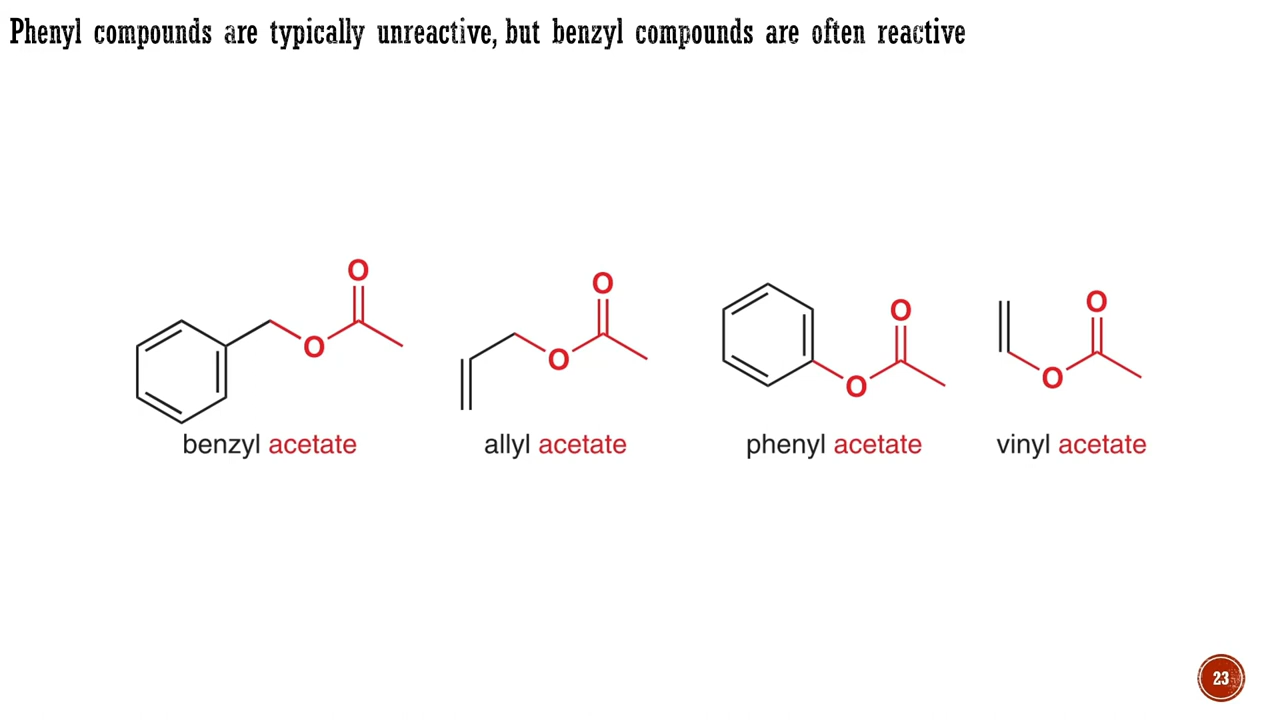 Phenyl compounds are typically unreactive, but benzyl compounds are often reactive
O
O
benzyl acetate
O
O
allyl acetate
O
O
phenyl acetate
O
O
vinyl acetate
23